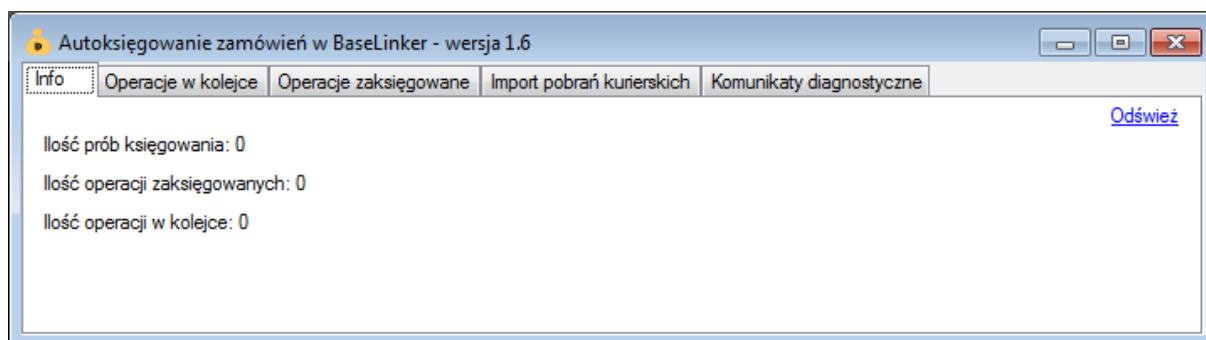 Autoksięgowanie zamówień w BaseLinker - wersja 1.6
Info Operacje w kolejce Operacje zaksięgowane Import pobrań kurierskich Komunikaty diagnostyczne
Odśwież
Ilość prób księgowania: 0
Ilość operacji zaksięgowanych: 0
Ilość operacji w kolejce: 0